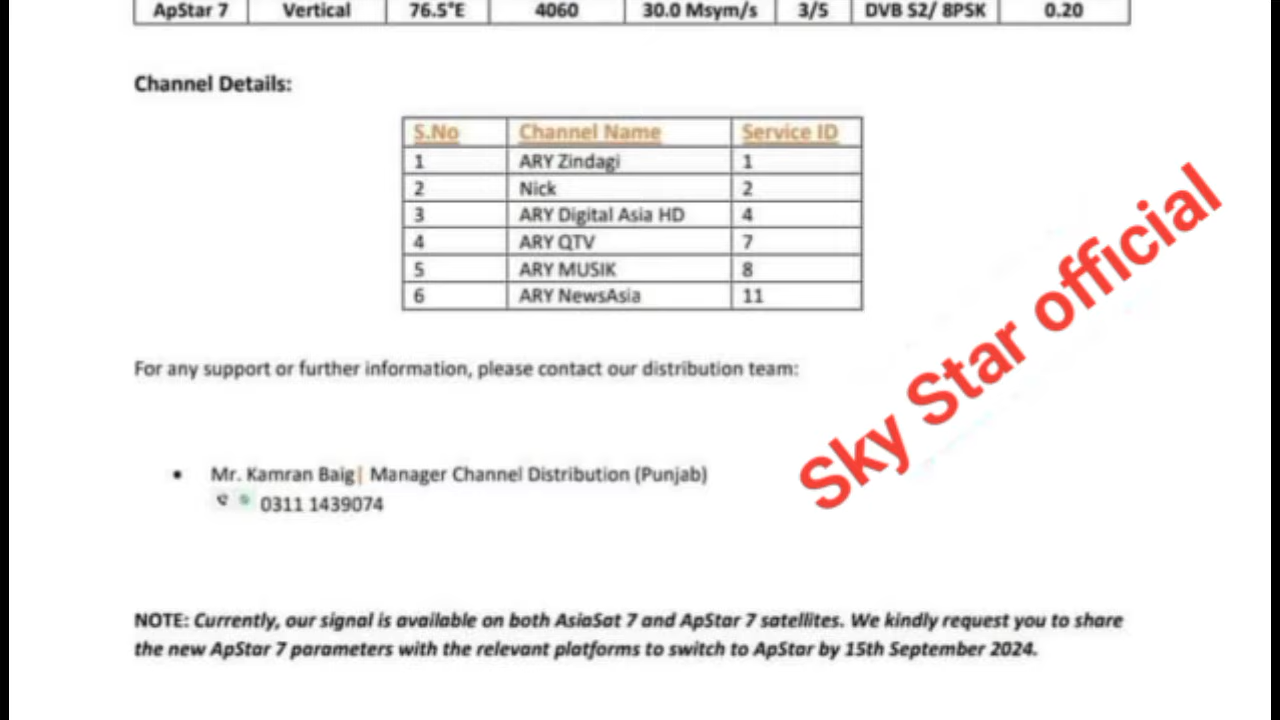 ApStar 7 Vertical 76.5°E 4060 30.0 Msym/s 3/5 DVB S2/ 8PSK 0.20
Channel Details:
S.No Channel Name Service ID
1 ARY Zindagi 1
2 Nick 2
3 ARY Digital Asia HD 4
4 ARY QTV 7
5 ARY MUSIK 8
6 ARY NewsAsia 11
For any support or further information, please contact our distribution team:
Sky Star official
• Mr. Kamran Baig| Manager Channel Distribution (Punjab)
0311 1439074
NOTE: Currently, our signal is available on both AsiaSat 7 and ApStar 7 satellites. We kindly request you to share
the new ApStar 7 parameters with the relevant platforms to switch to ApStar by 15th September 2024.